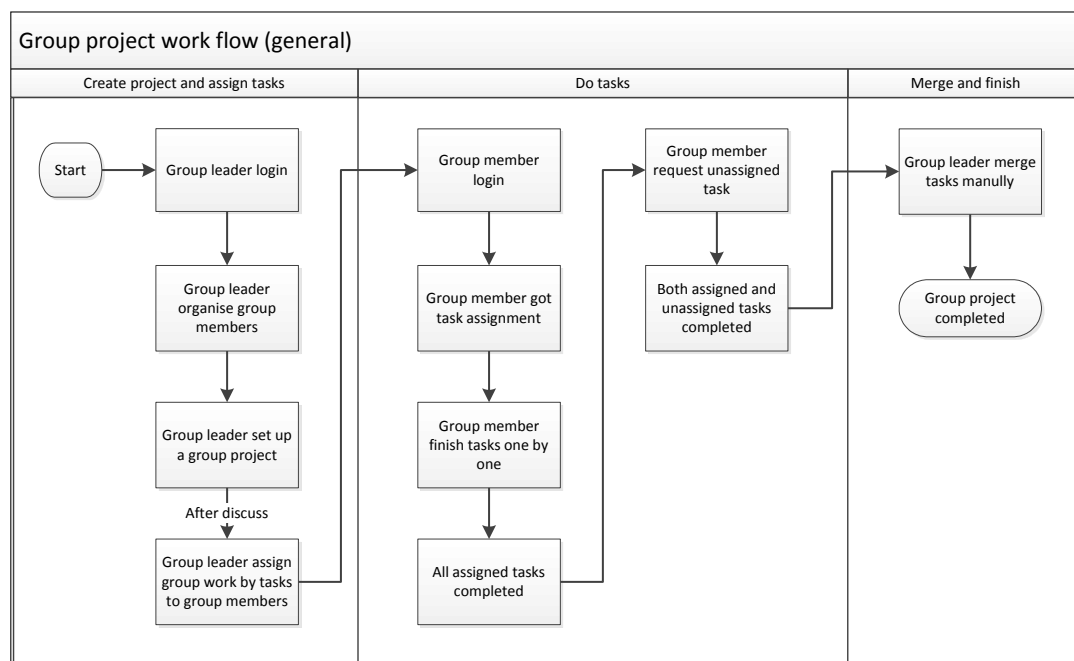 Group project work flow (general)
Create project and assign tasks
Do tasks
Merge and finish
Start
Group leader login
Group leader
organise group
members
Group leader set up
a group project
After discuss
Group leader assign
group work by tasks
to group members
Group member
login
Group member got
task assignment
Group member
finish tasks one by
one
All assigned tasks
completed
Group member
request unassigned
task
Both assigned and
unassigned tasks
completed
Group leader merge
tasks manully
Group project
completed